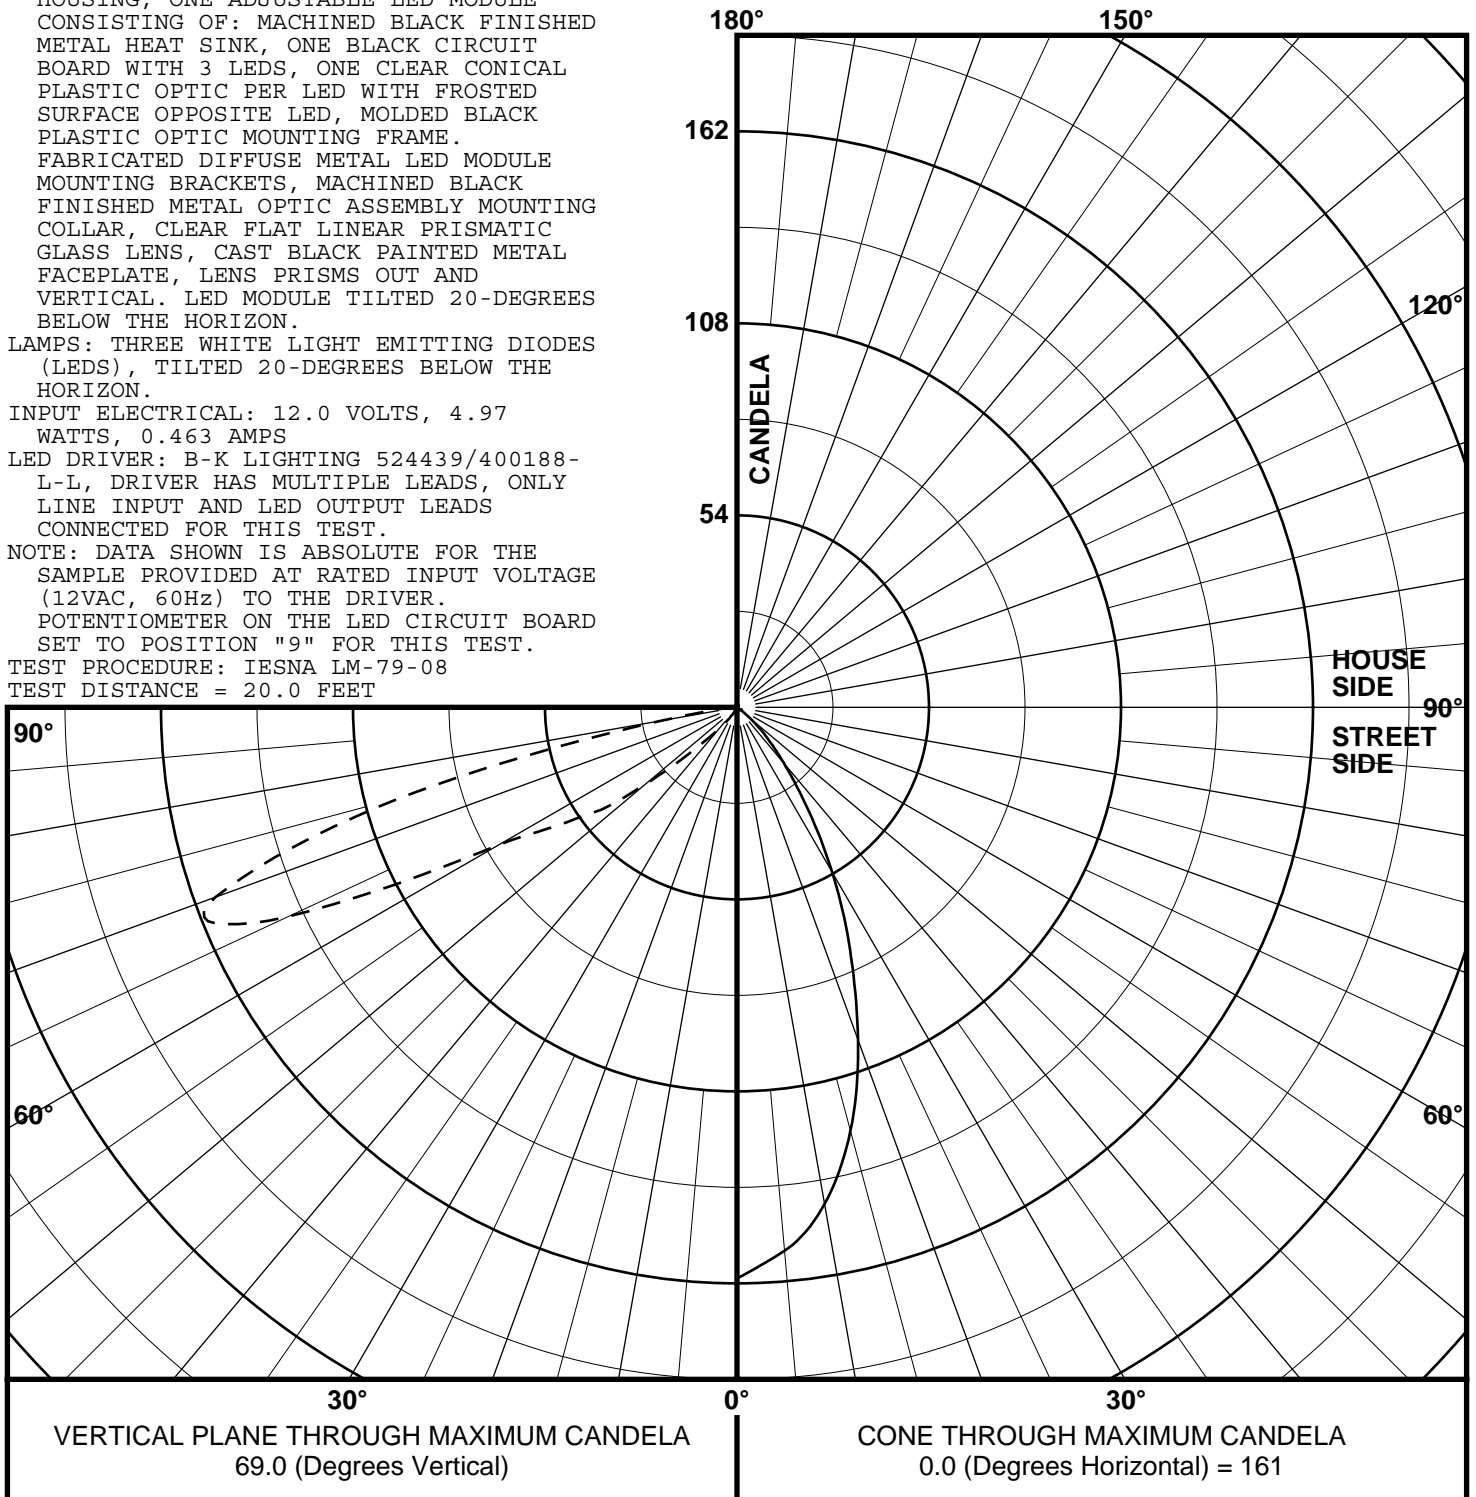 HOUSING, ONE ADJUSTABLE LED MODULE
CONSISTING OF: MACHINED BLACK FINISHED
METAL HEAT SINK, ONE BLACK CIRCUIT
BOARD WITH 3 LEDS, ONE CLEAR CONICAL
PLASTIC OPTIC PER LED WITH FROSTED
SURFACE OPPOSITE LED, MOLDED BLACK
PLASTIC OPTIC MOUNTING FRAME.
FABRICATED DIFFUSE METAL LED MODULE
MOUNTING BRACKETS, MACHINED BLACK
FINISHED METAL OPTIC ASSEMBLY MOUNTING
COLLAR, CLEAR FLAT LINEAR PRISMATIC
GLASS LENS, CAST BLACK PAINTED METAL
FACEPLATE, LENS PRISMS OUT AND
VERTICAL. LED MODULE TILTED 20-DEGREES
BELOW THE HORIZON.
LAMPS: THREE WHITE LIGHT EMITTING DIODES
(LEDS), TILTED 20-DEGREES BELOW THE
HORIZON.
INPUT ELECTRICAL: 12.0 VOLTS, 4.97
WATTS, 0.463 AMPS
LED DRIVER: B-K LIGHTING 524439/400188-
L-L, DRIVER HAS MULTIPLE LEADS, ONLY
LINE INPUT AND LED OUTPUT LEADS
CONNECTED FOR THIS TEST.
NOTE: DATA SHOWN IS ABSOLUTE FOR THE
SAMPLE PROVIDED AT RATED INPUT VOLTAGE
(12VAC, 60Hz) TO THE DRIVER.
POTENTIOMETER ON THE LED CIRCUIT BOARD
SET TO POSITION "9" FOR THIS TEST.
TEST PROCEDURE: IESNA LM-79-08
TEST DISTANCE = 20.0 FEET
180°
150°
162
120°
108
CANDELA
54
HOUSE
SIDE
90°
90°
STREET
SIDE
60°
60°
30°
0°
30°
VERTICAL PLANE THROUGH MAXIMUM CANDELA
69.0 (Degrees Vertical)
CONE THROUGH MAXIMUM CANDELA
0.0 (Degrees Horizontal) = 161